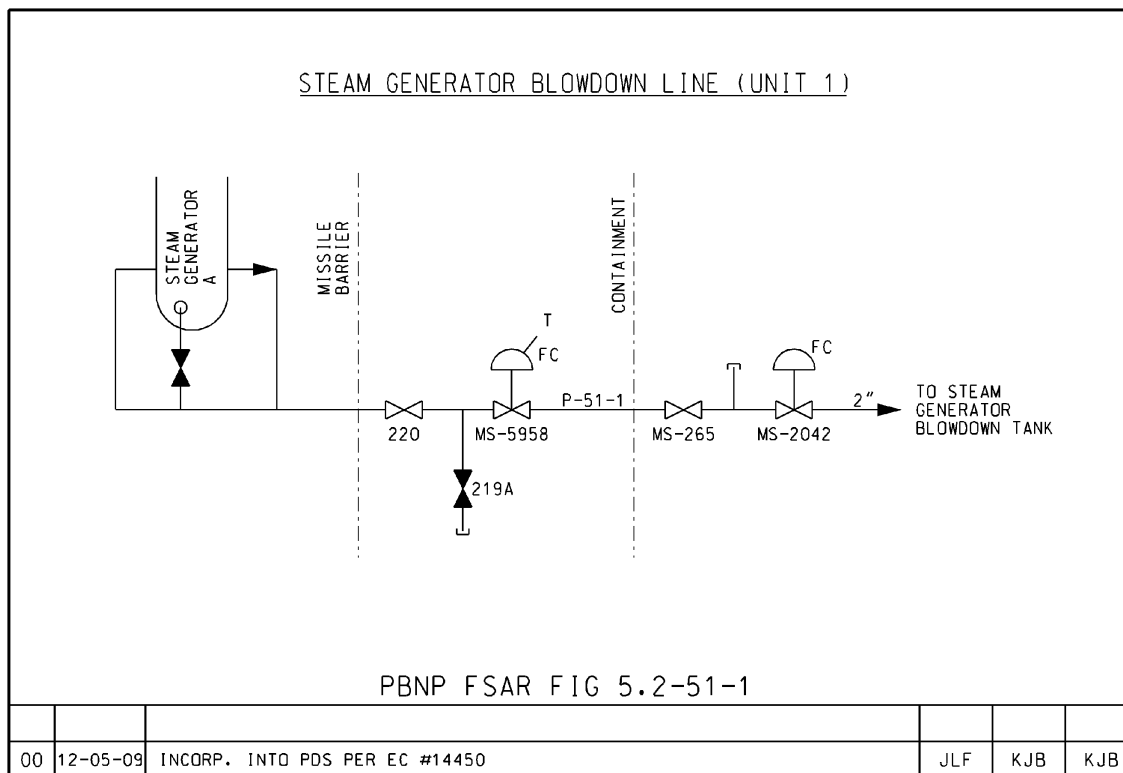 STEAM GENERATOR BLOWDOWN LINE (UNIT 1)
STEAM
GENERATOR
A
MISSILE
BARRIER
CONTAINMENT
T
FC
FC
P-51-1
2"
TO STEAM
GENERATOR
BLOWDOWN TANK
220
MS-5958
MS-265
MS-2042
219A
PBNP FSAR FIG 5.2-51-1
00 12-05-09 INCORP. INTO PDS PER EC #14450 JLF KJB KJB